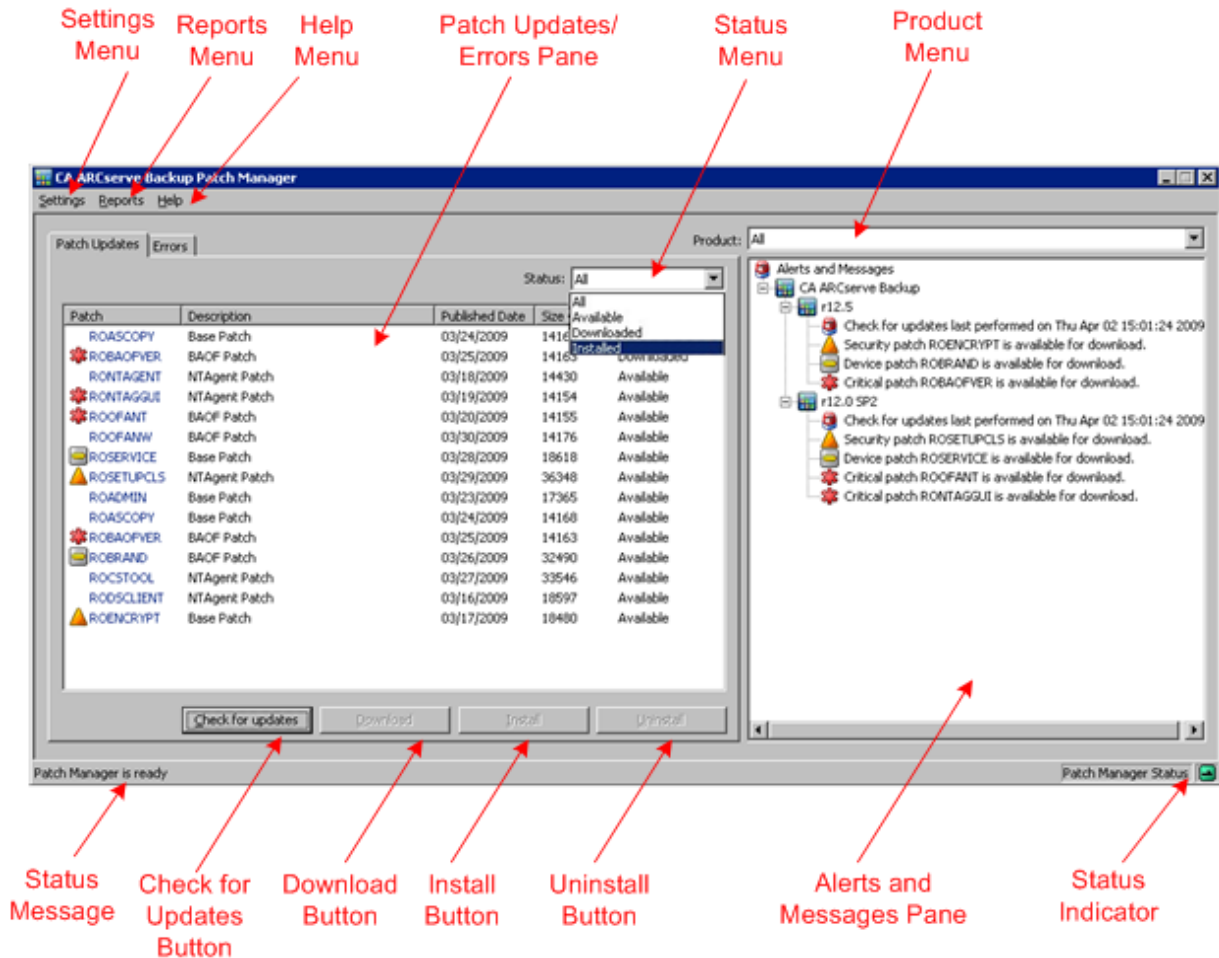 Settings Menu
Reports Menu
Help Menu
Patch Updates/ Errors Pane
Status Menu
Product Menu
CA ARCserve Backup Patch Manager
Settings Reports Help
Patch Updates Errors
Product: All
Status: All
All
Available
Downloaded
Installed
Patch Description Published Date Size
ROASCOPY Base Patch 03/24/2009
ROBAOFVER BAOF Patch 03/25/2009 14165 Downloaded
RONTAGENT NTAgent Patch 03/18/2009 14430 Available
RONTAGGUI NTAgent Patch 03/19/2009 14154 Available
ROOFANT BAOF Patch 03/20/2009 14155 Available
ROOFANW BAOF Patch 03/30/2009 14176 Available
ROSERVICE Base Patch 03/28/2009 18618 Available
ROSETUPCLS NTAgent Patch 03/29/2009 36348 Available
ROADMIN Base Patch 03/23/2009 17365 Available
ROASCOPY Base Patch 03/24/2009 14168 Available
ROBAOFVER BAOF Patch 03/25/2009 14163 Available
ROBRAND BAOF Patch 03/26/2009 32490 Available
ROCSTOOL NTAgent Patch 03/27/2009 33546 Available
RODSCLIENT NTAgent Patch 03/16/2009 18597 Available
ROENCRYPT Base Patch 03/17/2009 18480 Available
Check for updates Download Install Uninstall
Alerts and Messages
CA ARCserve Backup
r12.5
Check for updates last performed on Thu Apr 02 15:01:24 2009
Security patch ROENCRYPT is available for download.
Device patch ROBRAND is available for download.
Critical patch ROBAOFVER is available for download.
r12.0 SP2
Check for updates last performed on Thu Apr 02 15:01:24 2009
Security patch ROSETUPCLS is available for download.
Device patch ROSERVICE is available for download.
Critical patch ROOFANT is available for download.
Critical patch RONTAGGUI is available for download.
Patch Manager is ready
Patch Manager Status
Status Message
Check for Updates Button
Download Button
Install Button
Uninstall Button
Alerts and Messages Pane
Status Indicator